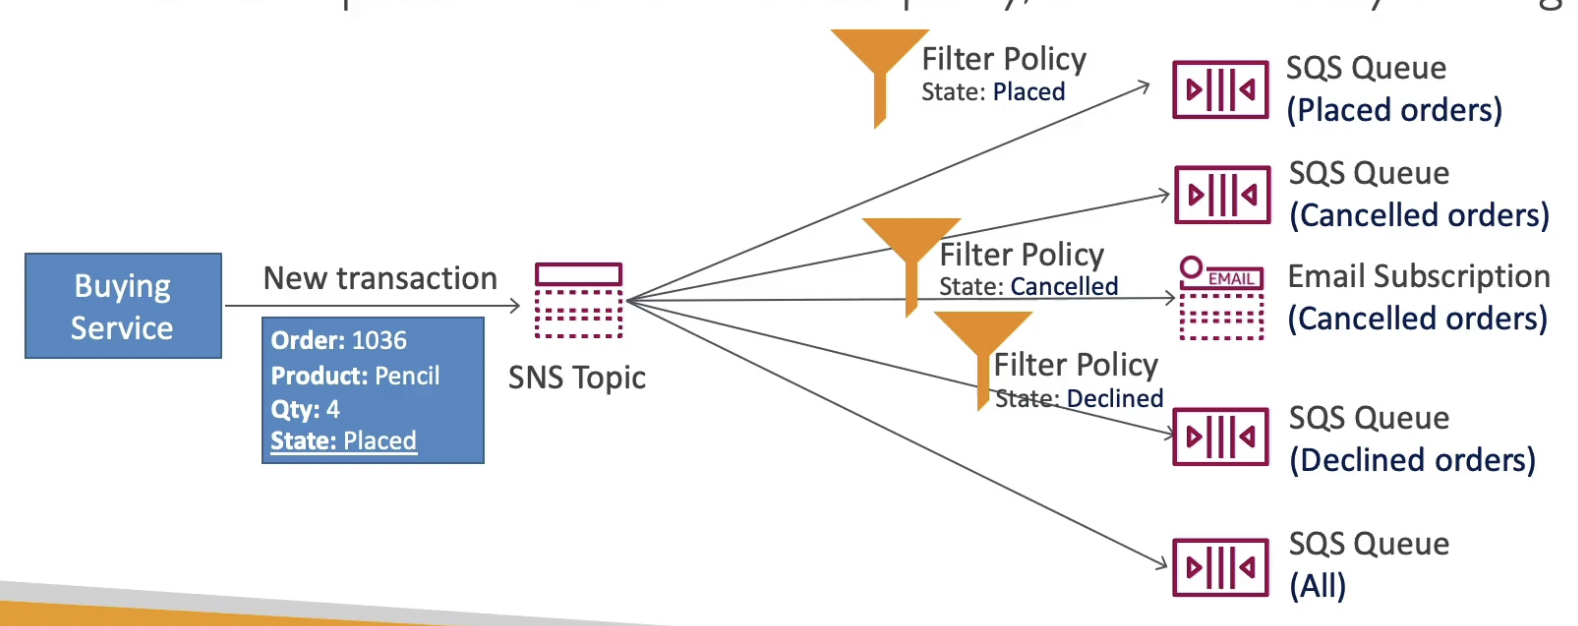 Filter Policy
State: Placed
SQS Queue
(Placed orders)
SQS Queue
(Cancelled orders)
Buying
Service
New transaction
Order: 1036
Product: Pencil
Qty: 4
State: Placed
SNS Topic
Filter Policy
State: Cancelled
EMAIL
Email Subscription
(Cancelled orders)
Filter Policy
State: Declined
SQS Queue
(Declined orders)
SQS Queue
(All)